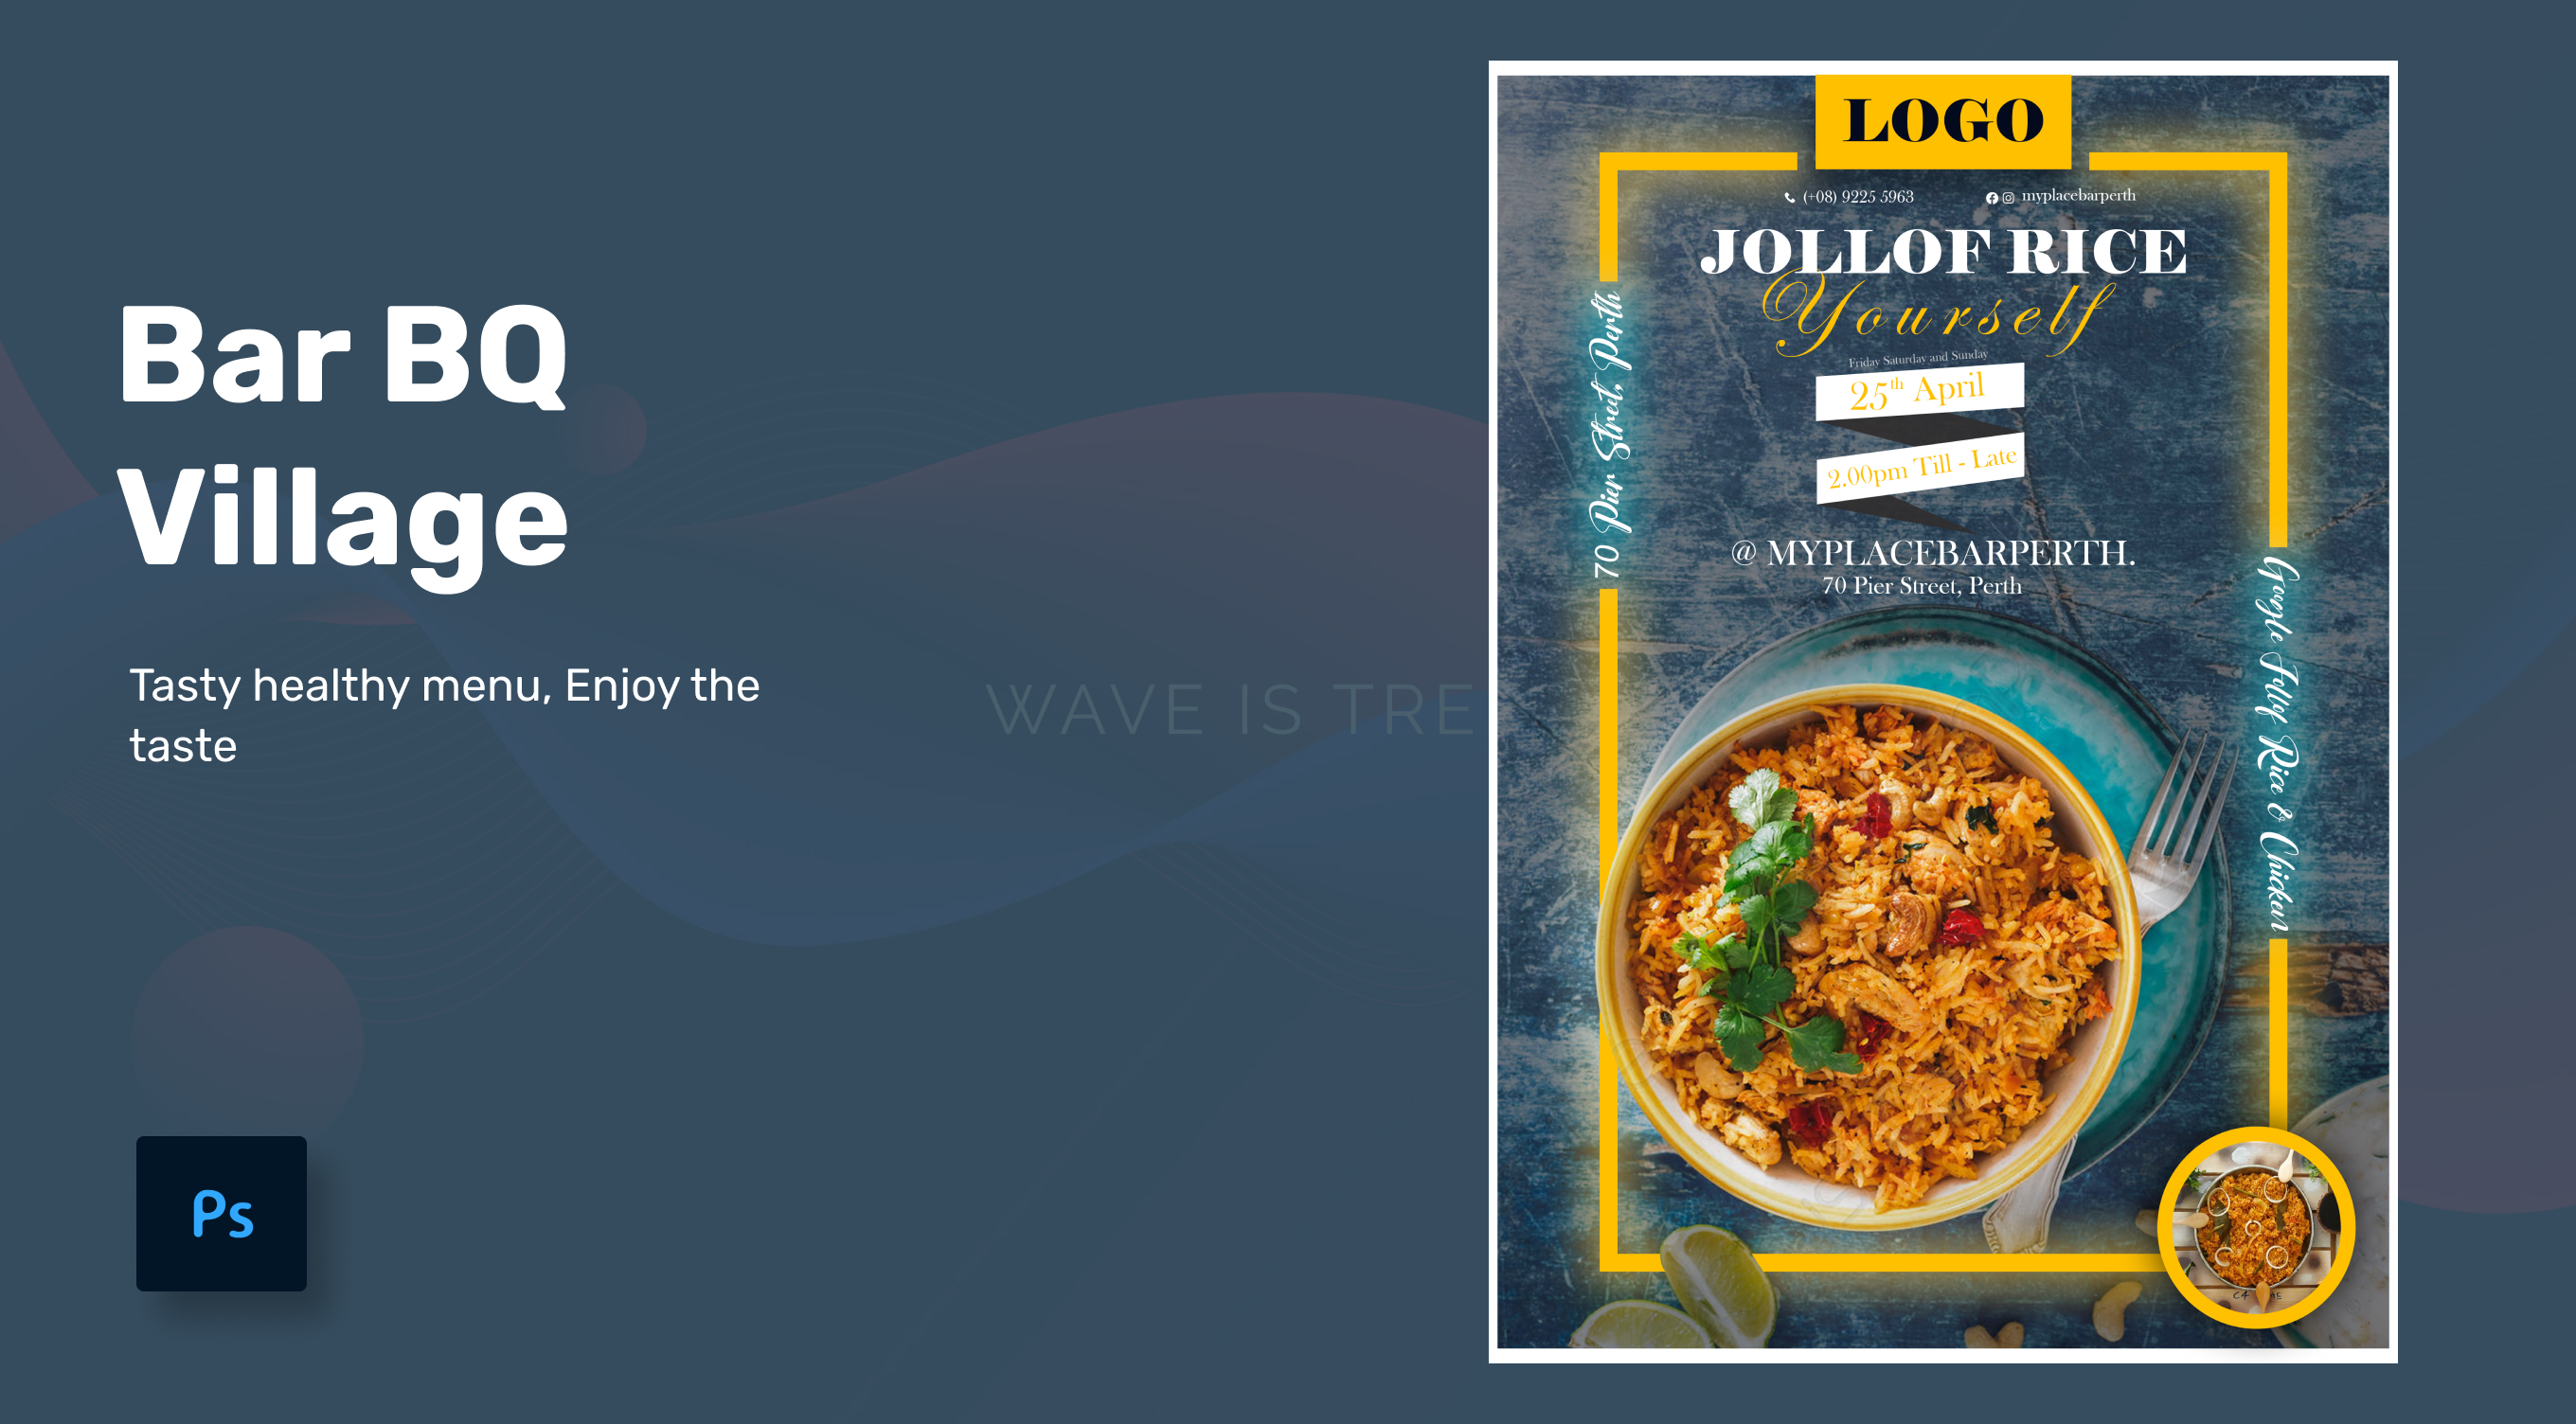 Bar BQ
Village
Tasty healthy menu, Enjoy the
taste
Ps
WAVE IS TRE
LOGO
(+08) 9225 5963
myplacebarperth
JOLLOF RICE
Yourself
Friday Saturday and Sunday
25th April
2.00pm Till - Late
@ MYPLACEBARPERTH.
70 Pier Street, Perth
70 Pier Street, Perth
Google Jollof Rice & Chicken